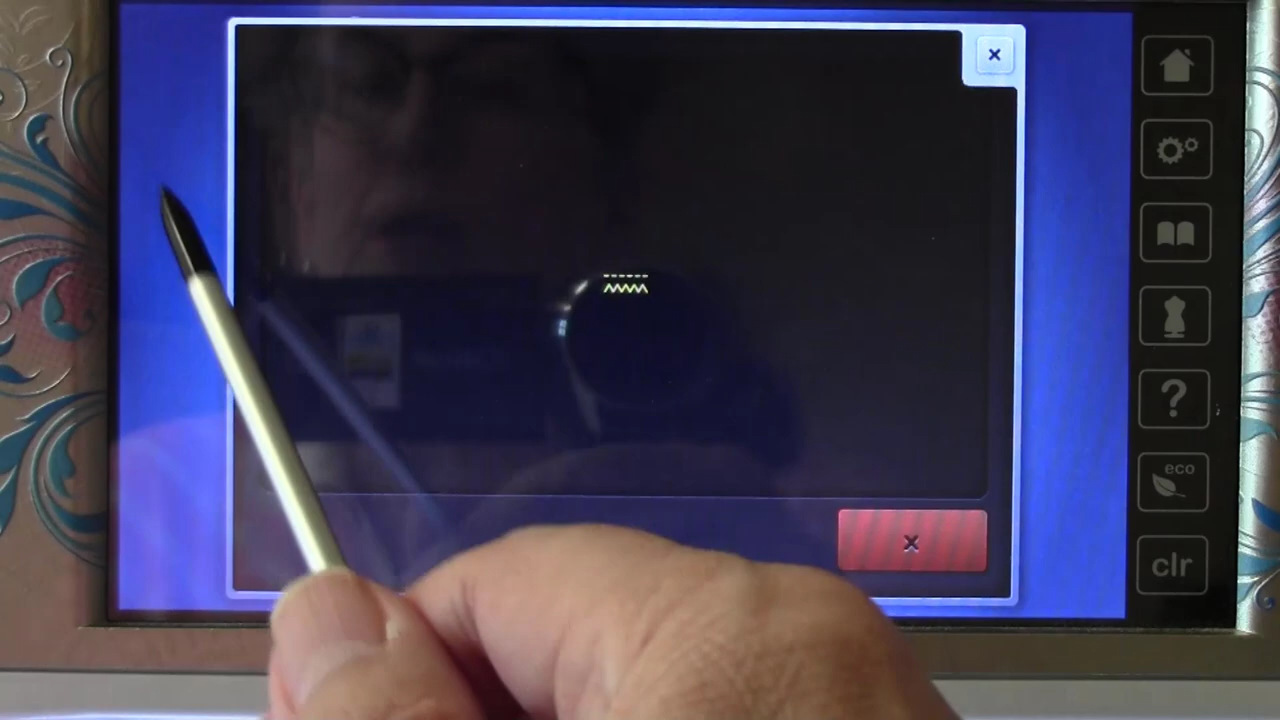 ×
?
eco
×
clr